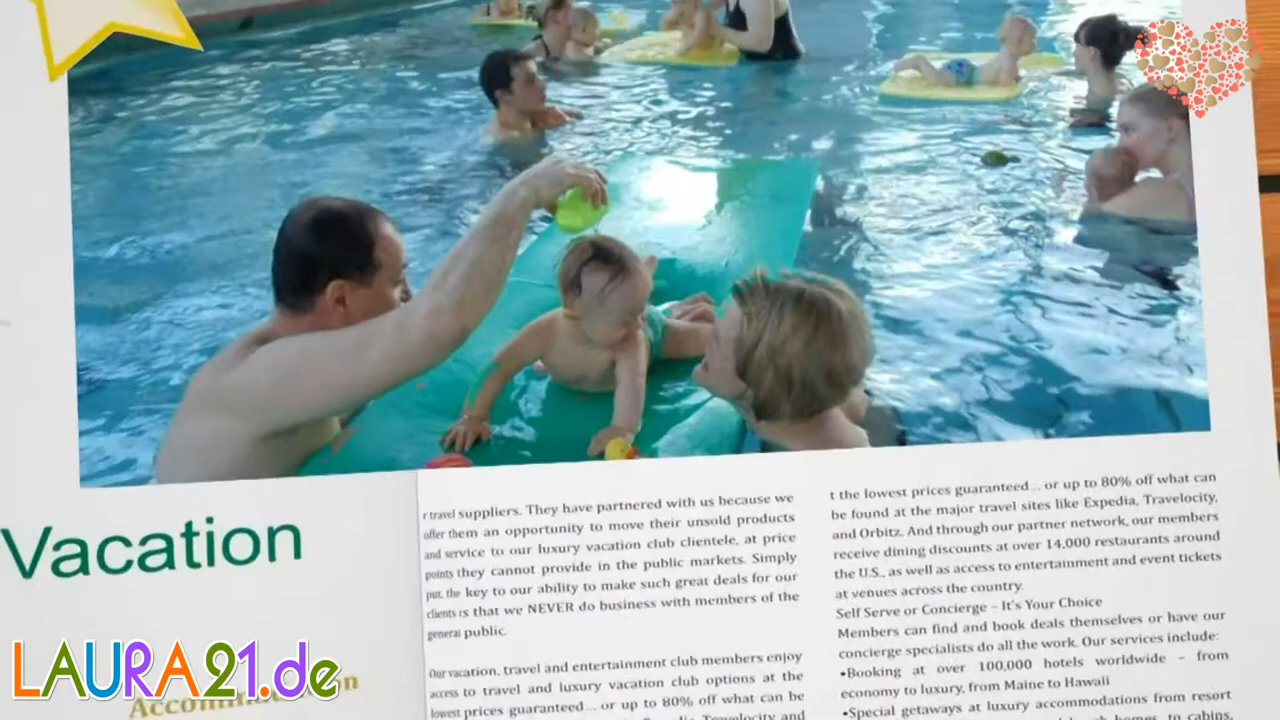 Vacation
LAURA21.de
r travel suppliers. They have partnered with us because we
offer them an opportunity to move their unsold products
and service to our luxury vacation club clientele, at price
points they cannot provide in the public markets. Simply
put, the key to our ability to make such great deals for our
clients is that we NEVER do business with members of the
general public.
Our vacation, travel and entertainment club members enjoy
access to travel and luxury vacation club options at the
lowest prices guaranteed... or up to 80% off what can be
Travelocity and
t the lowest prices guaranteed... or up to 80% off what can
be found at the major travel sites like Expedia, Travelocity,
and Orbitz. And through our partner network, our members
receive dining discounts at over 14,000 restaurants around
the U.S., as well as access to entertainment and event tickets
at venues across the country.
Self Serve or Concierge – It's Your Choice
Members can find and book deals themselves or have our
concierge specialists do all the work. Our services include:
•Booking at over 100,000 hotels worldwide – from
economy to luxury, from Maine to Hawaii
•Special getaways at luxury accommodations from resort
homes to cabins,